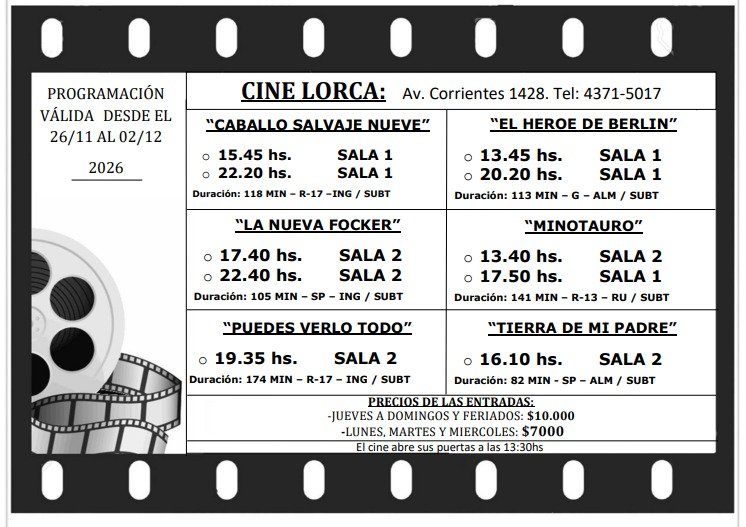 PROGRAMACIÓN
VÁLIDA DESDE EL
26/11 AL 02/12
2026
CINE LORCA: Av. Corrientes 1428. Tel: 4371-5017
“CABALLO SALVAJE NUEVE”
○ 15.45 hs. SALA 1
○ 22.20 hs. SALA 1
Duración: 118 MIN – R-17 –ING / SUBT
“EL HEROE DE BERLIN”
○ 13.45 hs. SALA 1
○ 20.20 hs. SALA 1
Duración: 113 MIN – G – ALM / SUBT
“LA NUEVA FOCKER”
○ 17.40 hs. SALA 2
○ 22.40 hs. SALA 2
Duración: 105 MIN – SP – ING / SUBT
“MINOTAURO”
○ 13.40 hs. SALA 2
○ 17.50 hs. SALA 1
Duración: 141 MIN – R-13 – RU / SUBT
“PUEDES VERLO TODO”
○ 19.35 hs. SALA 2
Duración: 174 MIN – R-17 – ING / SUBT
“TIERRA DE MI PADRE”
○ 16.10 hs. SALA 2
Duración: 82 MIN - SP – ALM / SUBT
PRECIOS DE LAS ENTRADAS:
-JUEVES A DOMINGOS Y FERIADOS: $10.000
-LUNES, MARTES Y MIERCOLES: $7000
El cine abre sus puertas a las 13:30hs